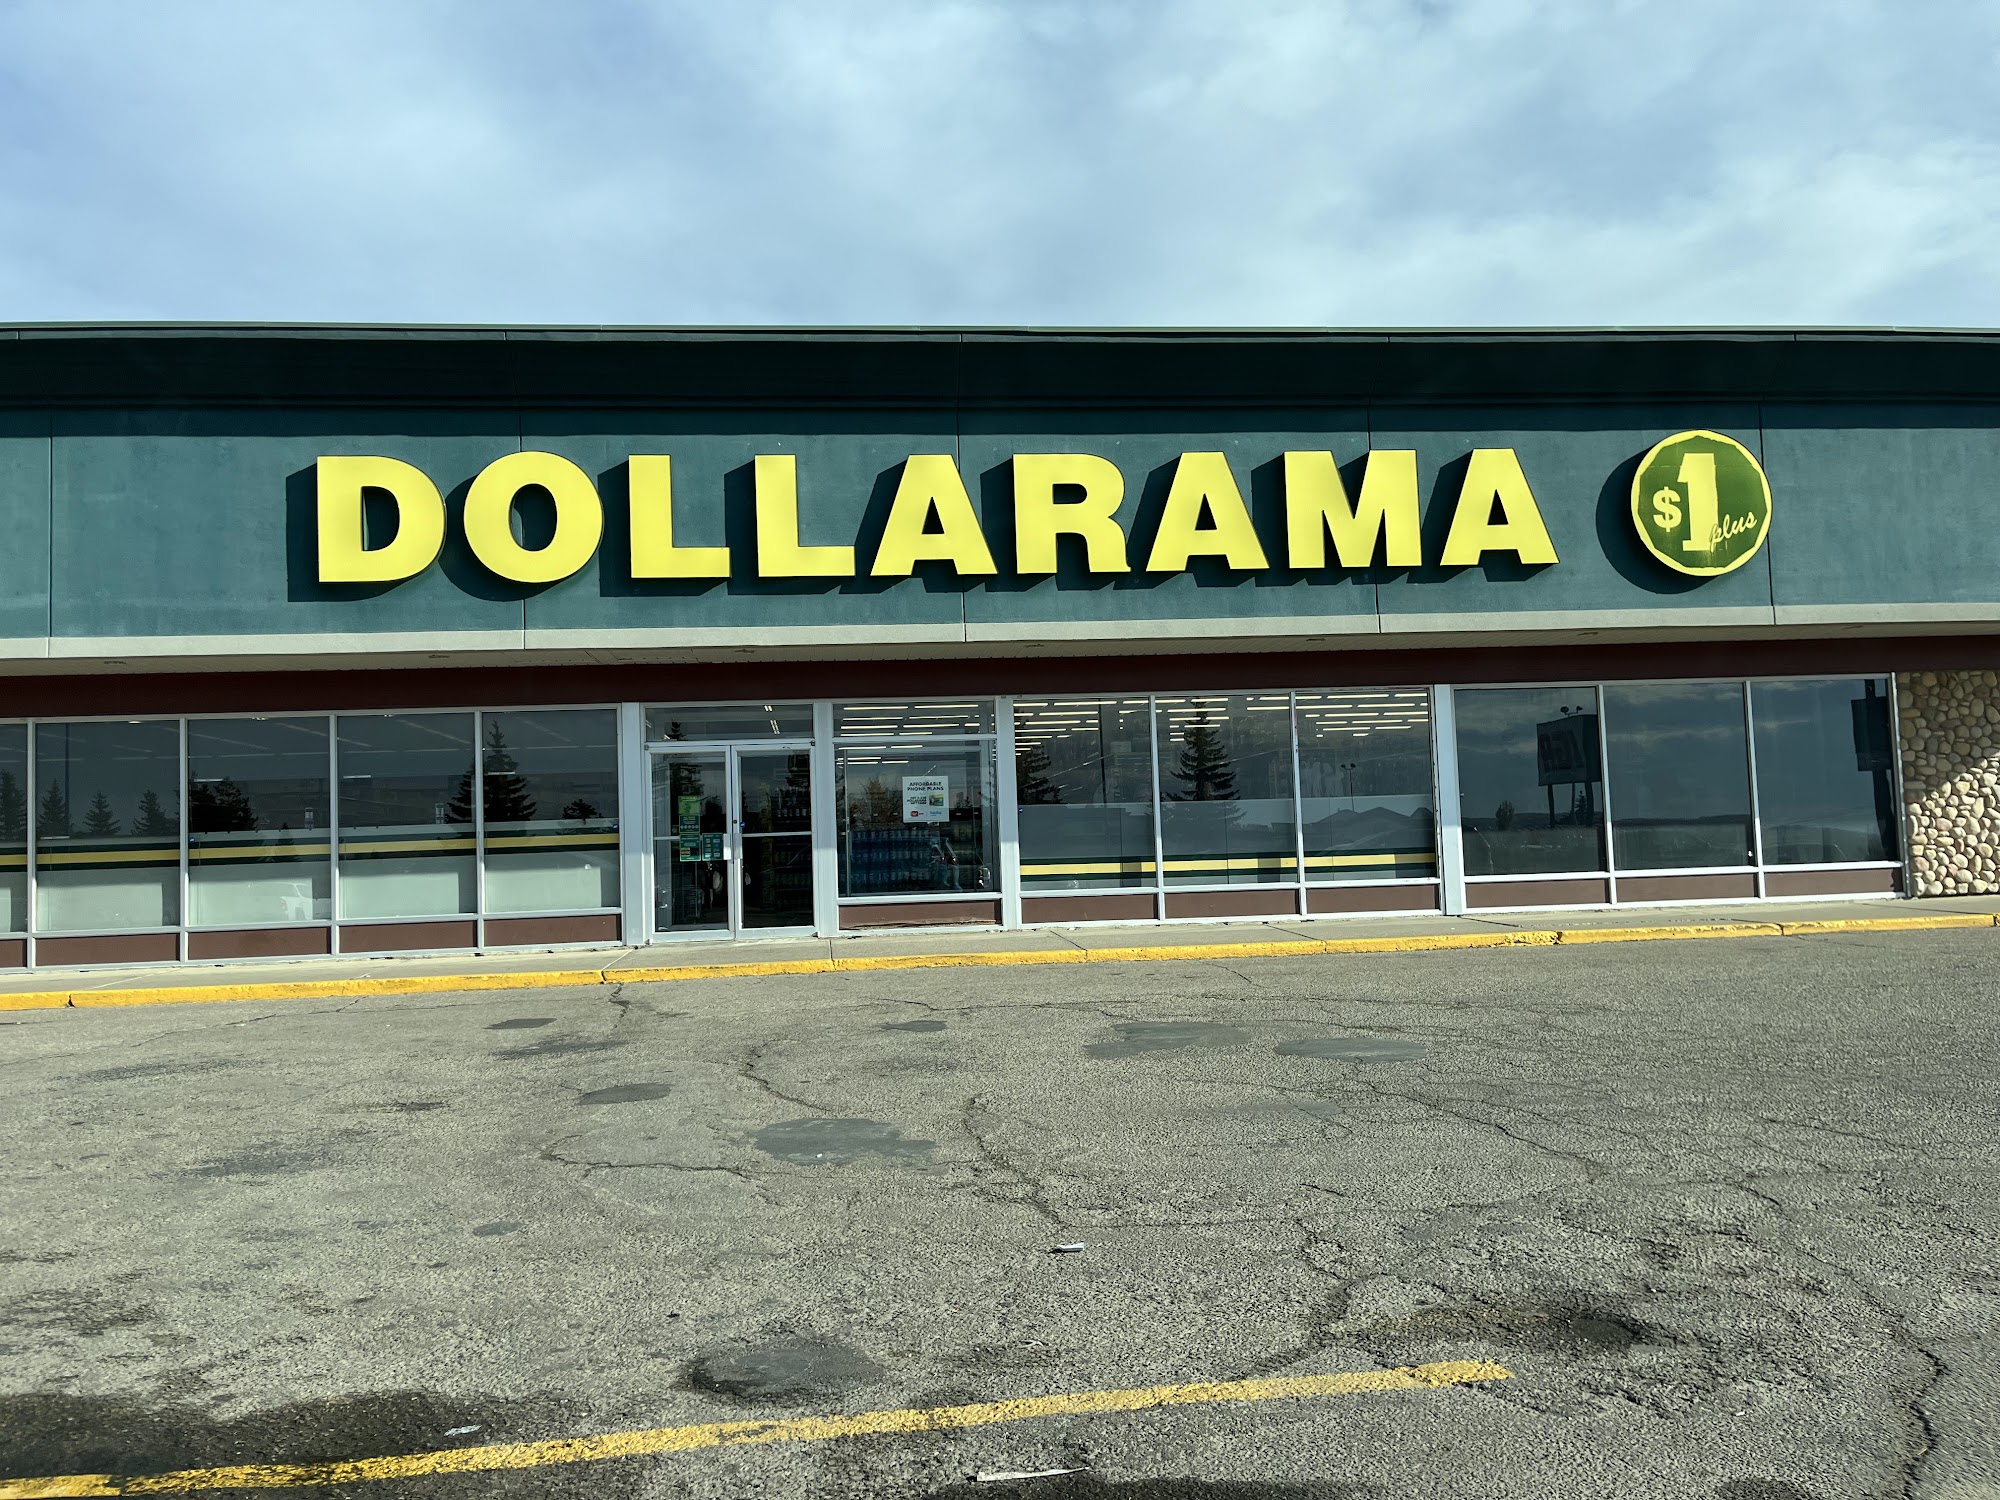 DOLLARAMA
$1 plus
AFFORDABLE
PHONE PLANS